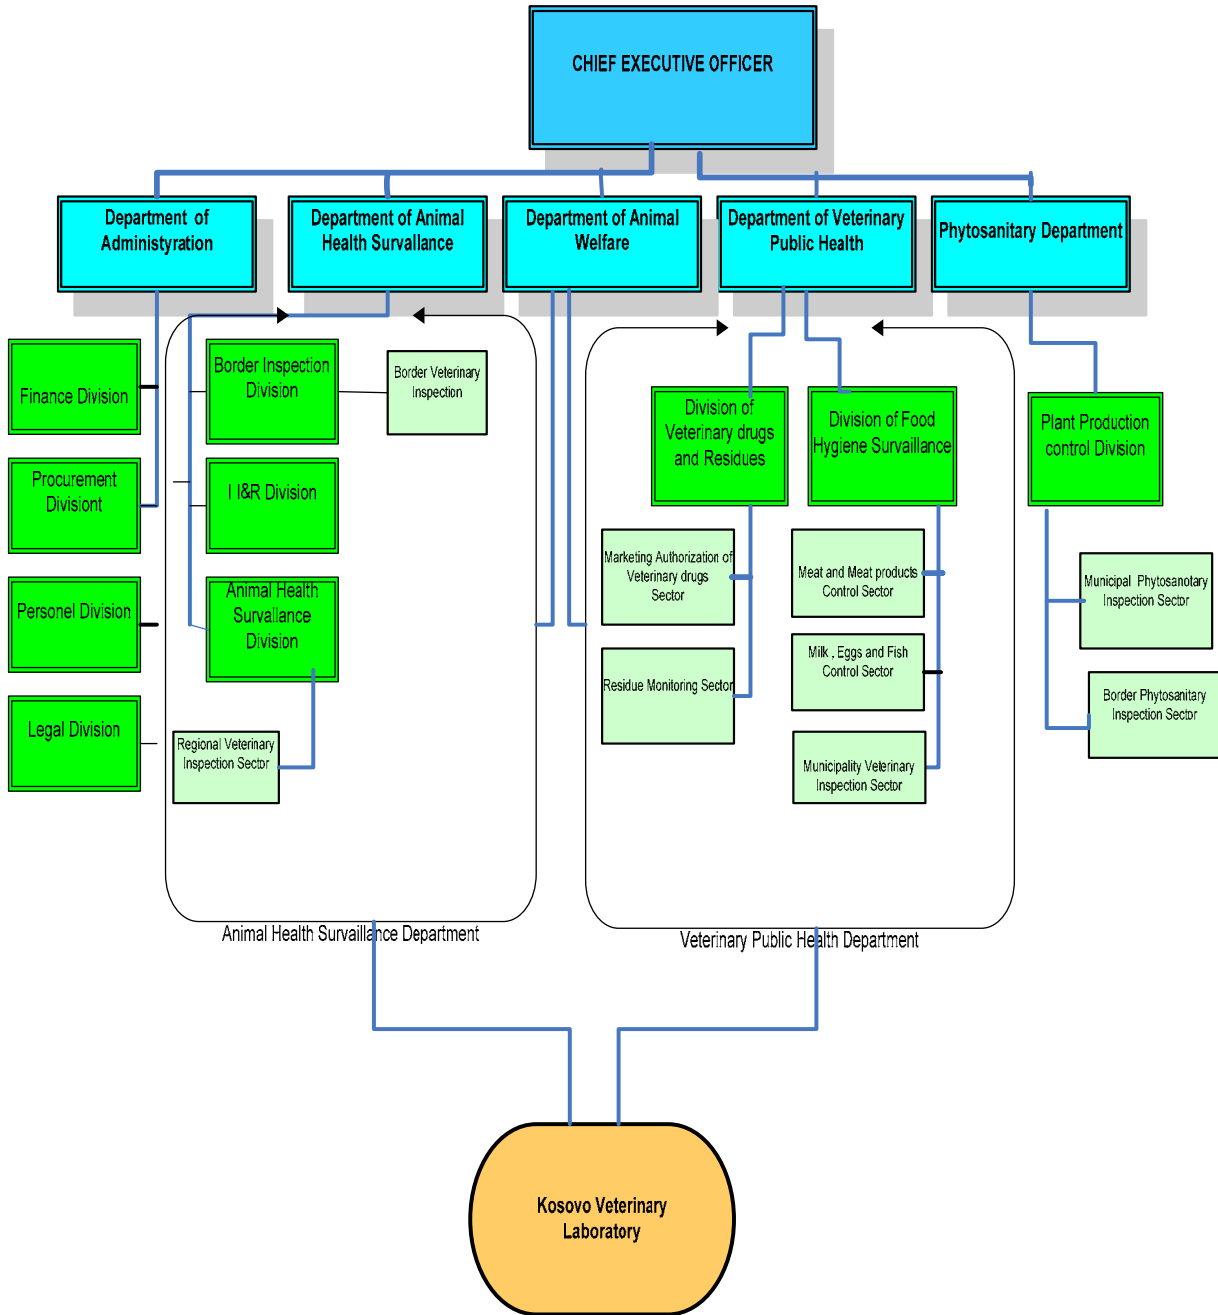 CHIEF EXECUTIVE OFFICER
Department of
Administyration
Department of Animal
Health Survallance
Department of Animal
Welfare
Department of Veterinary
Public Health
Phytosanitary Department
Finance Division
Border Inspection
Division
Border Veterinary
Inspection
Division of
Veterinary drugs
and Residues
Division of Food
Hygiene Survaillance
Plant Production
control Division
Procurement
Divisiont
I I&R Division
Marketing Authorization of
Veterinary drugs
Sector
Meat and Meat products
Control Sector
Municipal Phytosanotary
Inspection Sector
Personel Division
Animal Health
Survallance
Division
Residue Monitoring Sector
Milk , Eggs and Fish
Control Sector
Border Phytosanitary
Inspection Sector
Legal Division
Regional Veterinary
Inspection Sector
Municipality Veterinary
Inspection Sector
Animal Health Survaillance Department
Veterinary Public Health Department
Kosovo Veterinary
Laboratory